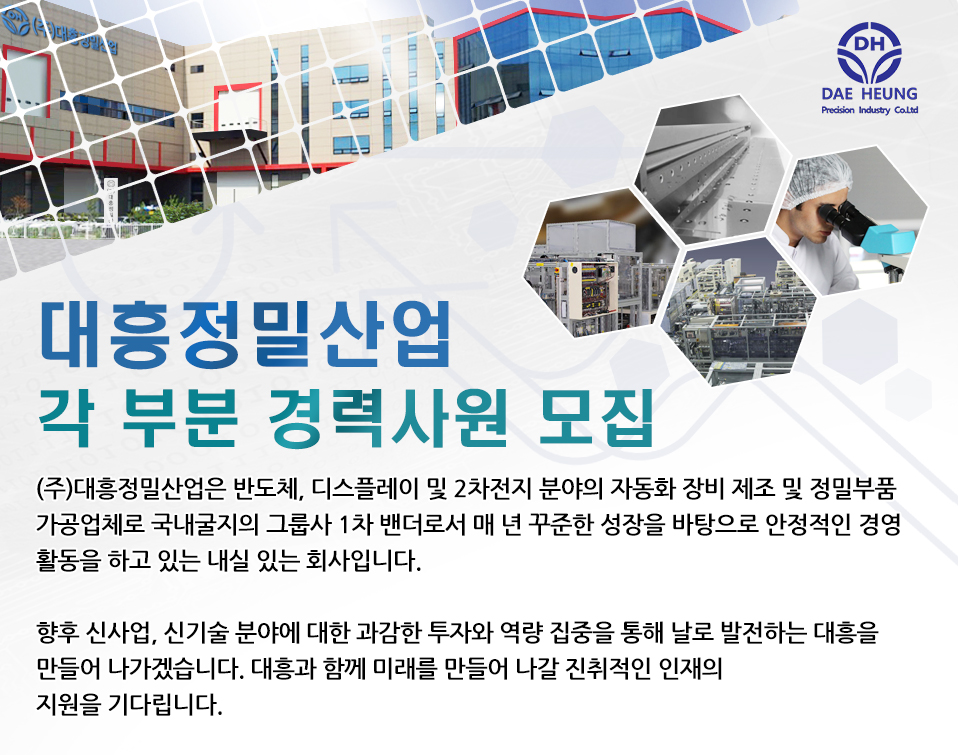 (주)대흥정밀산업
DH
DAE HEUNG
Precision Industry Co.Ltd
대흥정밀산업
각 부분 경력사원 모집
(주)대흥정밀산업은 반도체, 디스플레이 및 2차전지 분야의 자동화 장비 제조 및 정밀부품
가공업체로 국내굴지의 그룹사 1차 밴더로서 매 년 꾸준한 성장을 바탕으로 안정적인 경영
활동을 하고 있는 내실 있는 회사입니다.
향후 신사업, 신기술 분야에 대한 과감한 투자와 역량 집중을 통해 날로 발전하는 대흥을
만들어 나가겠습니다. 대흥과 함께 미래를 만들어 나갈 진취적인 인재의
지원을 기다립니다.